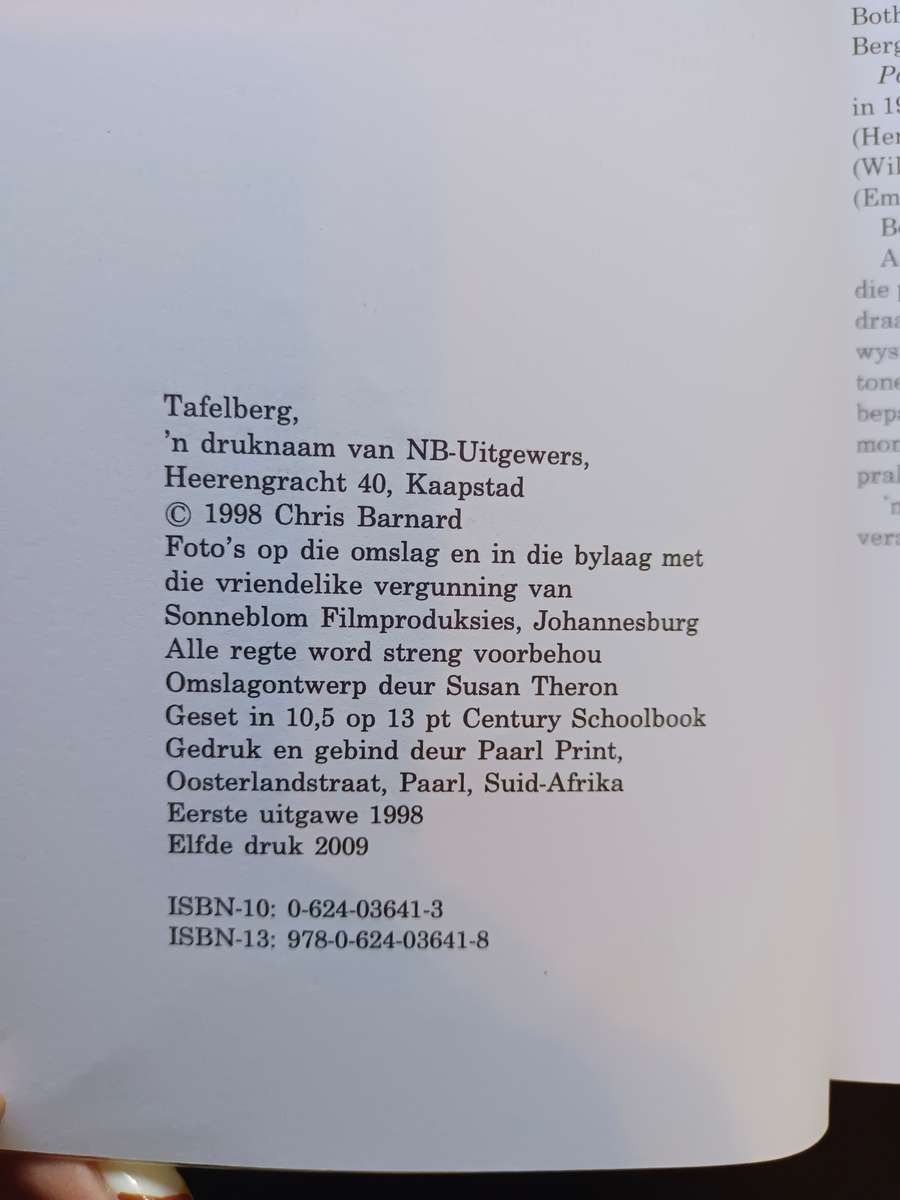 Tafelberg,
'n druknaam van NB-Uitgewers,
Heerengracht 40, Kaapstad
© 1998 Chris Barnard
Foto's op die omslag en in die bylaag met
die vriendelike vergunning van
Sonneblom Filmproduksies, Johannesburg
Alle regte word streng voorbehou
Omslagontwerp deur Susan Theron
Geset in 10,5 op 13 pt Century Schoolbook
Gedruk en gebind deur Paarl Print,
Oosterlandstraat, Paarl, Suid-Afrika
Eerste uitgawe 1998
Elfde druk 2009
ISBN-10: 0-624-03641-3
ISBN-13: 978-0-624-03641-8
in
die